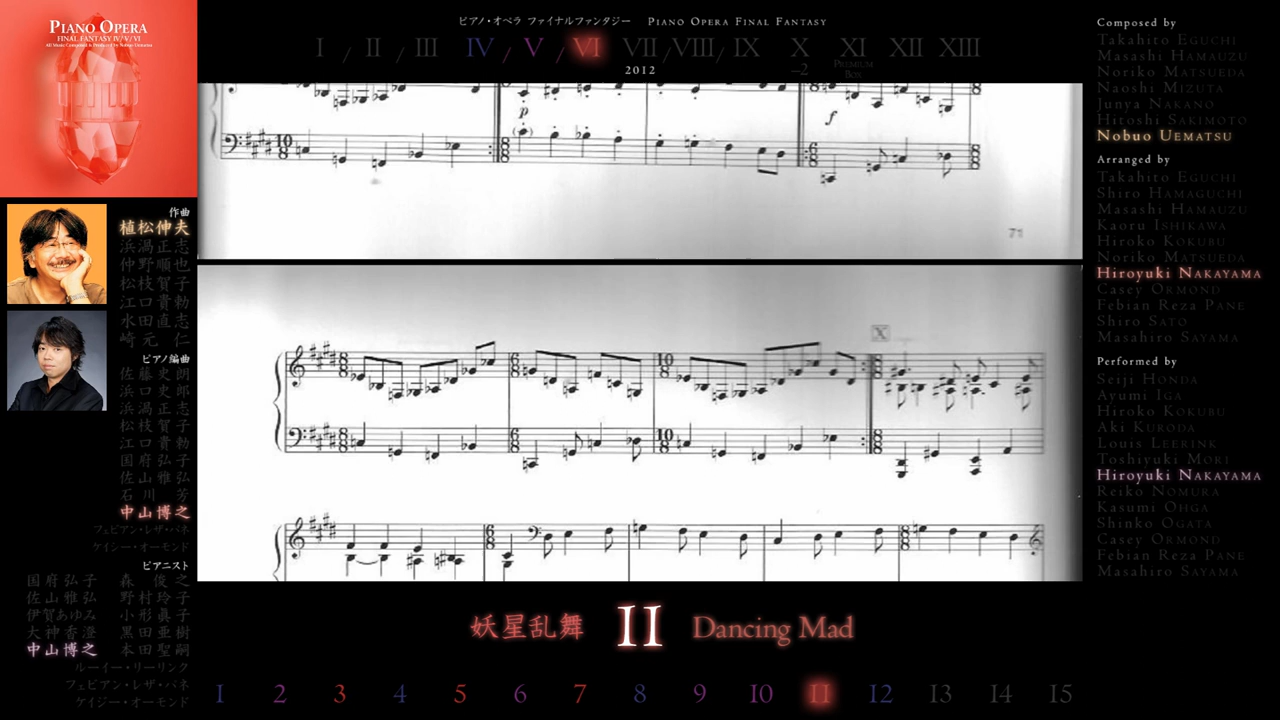 PIANO OPERA
FINAL FANTASY IV/V/VI
All Music Composed & Produced by Nobuo Uematsu
ピアノ・オペラ ファイナルファンタジー PIANO OPERA FINAL FANTASY
I / II / III IV / V / VI VII / VIII / IX X XI XII XIII
2012
–2
PREMIUM
BOX
作曲
植松伸夫
浜渦正志
仲野順也
松枝賀子
江口貴勅
水田直志
崎元 仁
ピアノ編曲
佐藤史朗
浜口史郎
浜渦正志
松枝賀子
江口貴勅
国府弘子
佐山雅弘
石川 芳
中山博之
フェビアン・レザ・パネ
ケイシー・オーモンド
ピアニスト
国府弘子 森 俊之
佐山雅弘 野村玲子
伊賀あゆみ 小形眞子
大神香澄 黒田亜樹
中山博之 本田聖嗣
ルーイー・リーリンク
フェビアン・レザ・パネ
ケイジー・オーモンド
p
f
71
X
妖星乱舞 II Dancing Mad
1 2 3 4 5 6 7 8 9 10 11 12 13 14 15
Composed by
Takahito EGUCHI
Masashi HAMAUZU
Noriko MATSUEDA
Naoshi MIZUTA
Junya NAKANO
Hitoshi SAKIMOTO
Nobuo UEMATSU
Arranged by
Takahito EGUCHI
Shiro HAMAGUCHI
Masashi HAMAUZU
Kaoru ISHIKAWA
Hiroko KOKUBU
Noriko MATSUEDA
Hiroyuki NAKAYAMA
Casey ORMOND
Febian Reza PANE
Shiro SATO
Masahiro SAYAMA
Performed by
Seiji HONDA
Ayumi IGA
Hiroko KOKUBU
Aki KURODA
Louis LEERINK
Toshiyuki MORI
Hiroyuki NAKAYAMA
Reiko NOMURA
Kasumi OHGA
Shinko OGATA
Casey ORMOND
Febian Reza PANE
Masahiro SAYAMA